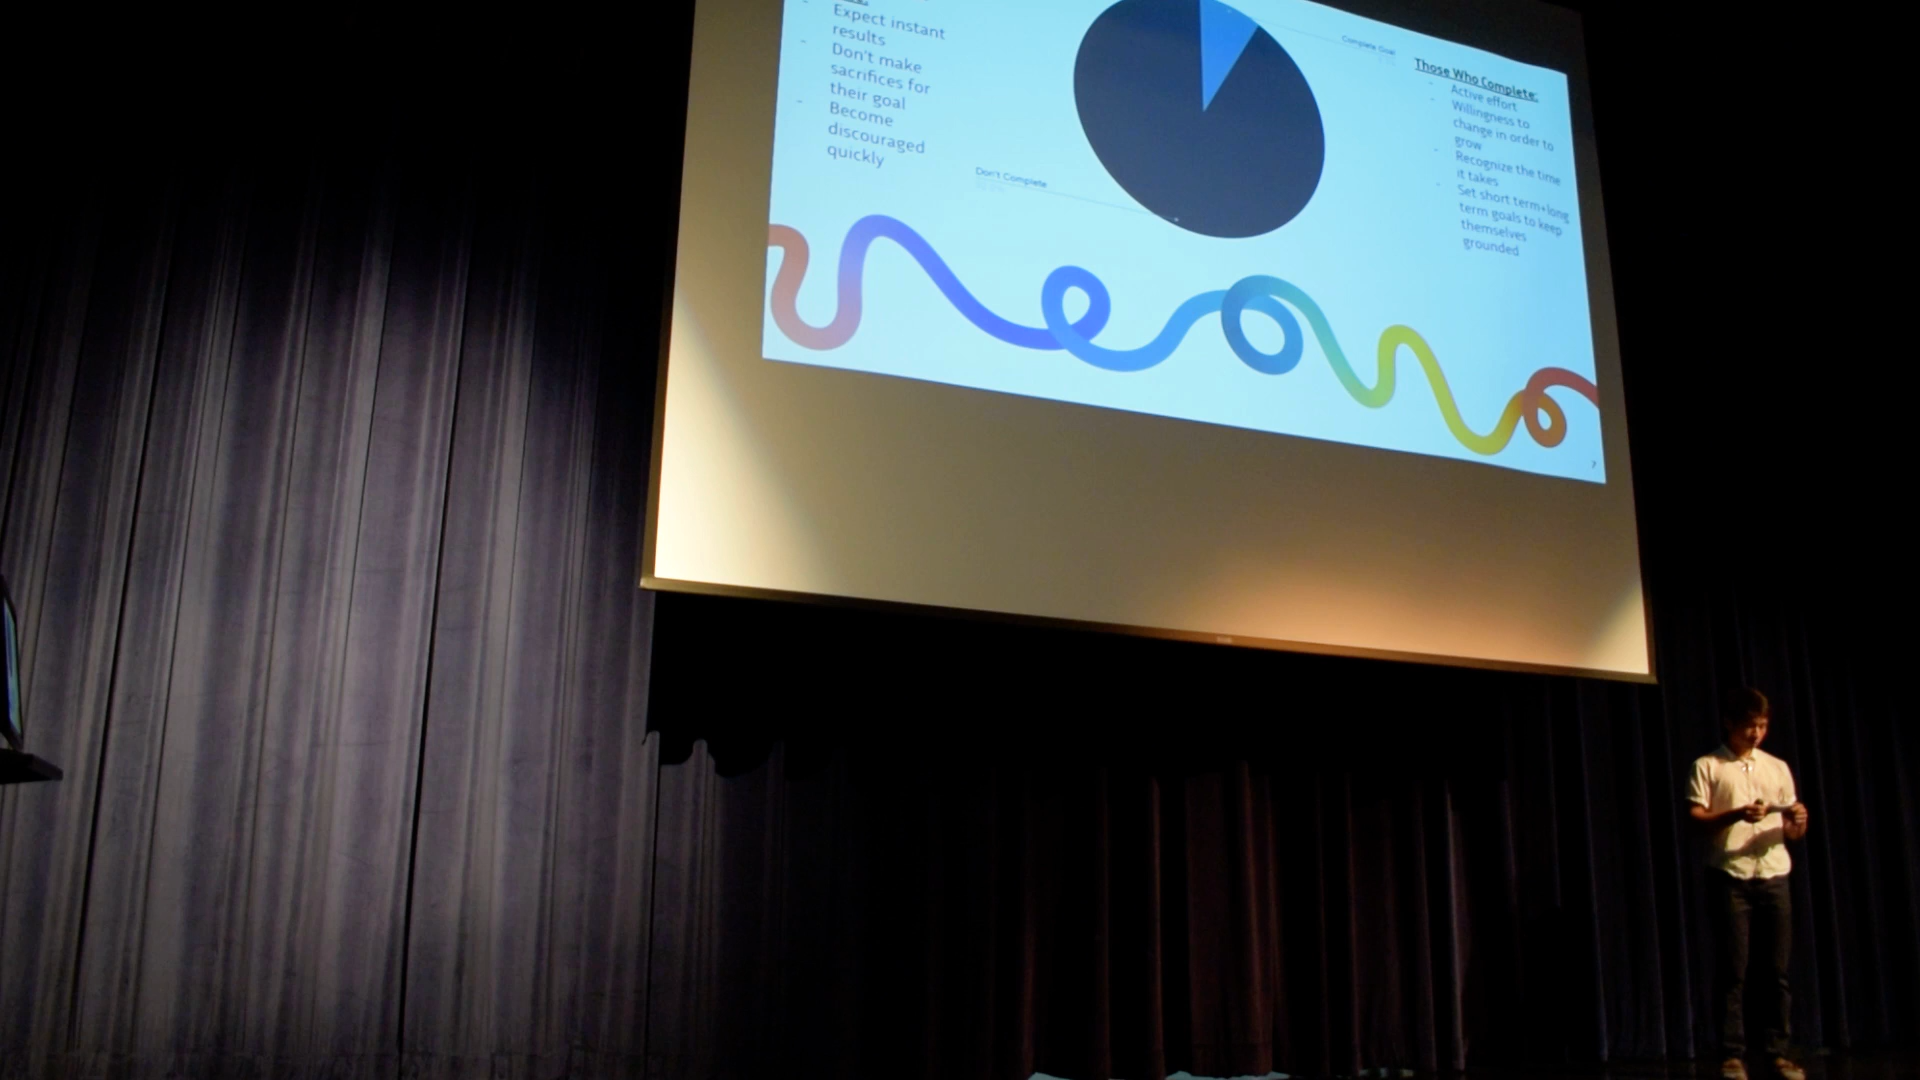 - Expect instant
results
- Don't make
sacrifices for
their goal
- Become
discouraged
quickly
Don't Complete
Complete Goal
Those Who Complete:
- Active effort
- Willingness to
change in order to
grow
- Recognize the time
it takes
- Set short term+long
term goals to keep
themselves
grounded
7